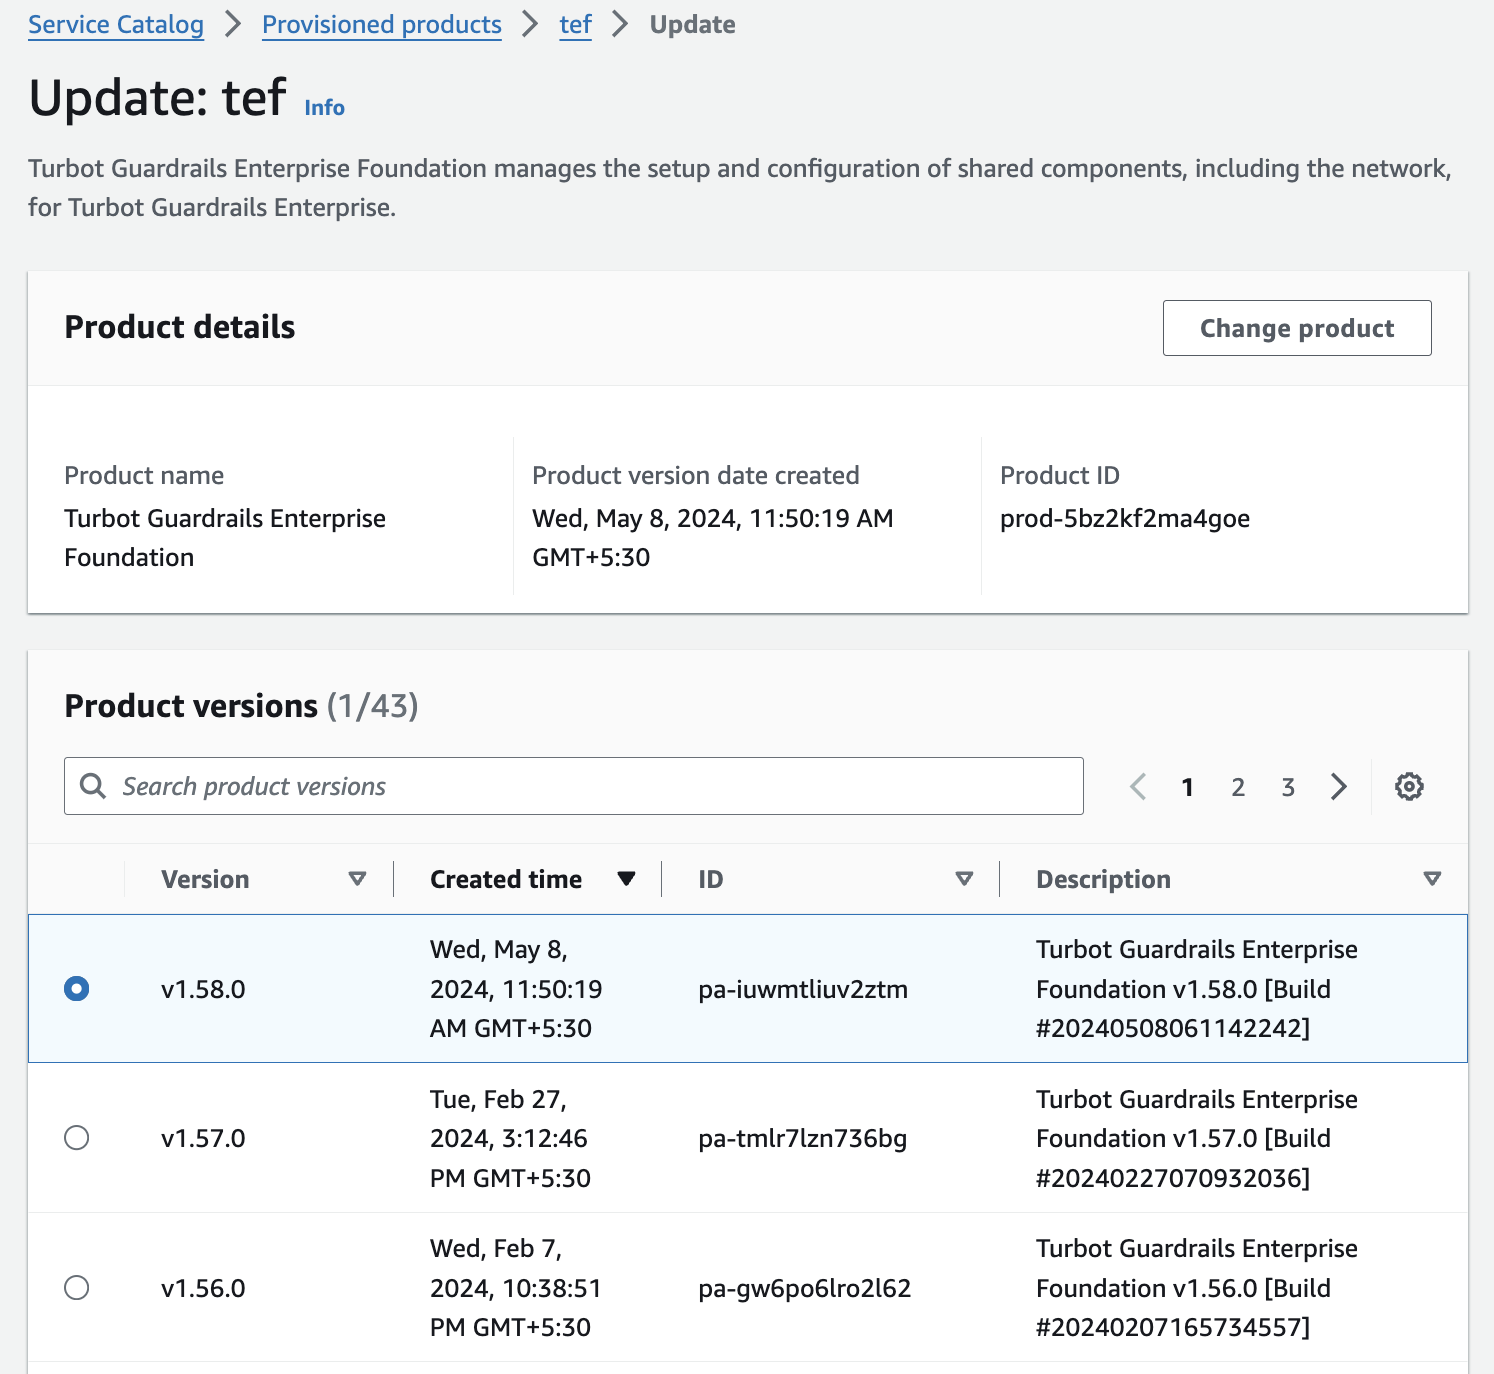 Service Catalog > Provisioned products > tef > Update
Update: tef Info
Turbot Guardrails Enterprise Foundation manages the setup and configuration of shared components, including the network,
for Turbot Guardrails Enterprise.
Product details
Change product
Product name
Turbot Guardrails Enterprise
Foundation
Product version date created
Wed, May 8, 2024, 11:50:19 AM
GMT+5:30
Product ID
prod-5bz2kf2ma4goe
Product versions (1/43)
Search product versions
1 2 3
Version Created time ID Description
v1.58.0
Wed, May 8,
2024, 11:50:19
AM GMT+5:30
pa-iuwmtliuv2ztm
Turbot Guardrails Enterprise
Foundation v1.58.0 [Build
#20240508061142242]
v1.57.0
Tue, Feb 27,
2024, 3:12:46
PM GMT+5:30
pa-tmlr7lzn736bg
Turbot Guardrails Enterprise
Foundation v1.57.0 [Build
#20240227070932036]
v1.56.0
Wed, Feb 7,
2024, 10:38:51
PM GMT+5:30
pa-gw6po6lro2l62
Turbot Guardrails Enterprise
Foundation v1.56.0 [Build
#20240207165734557]